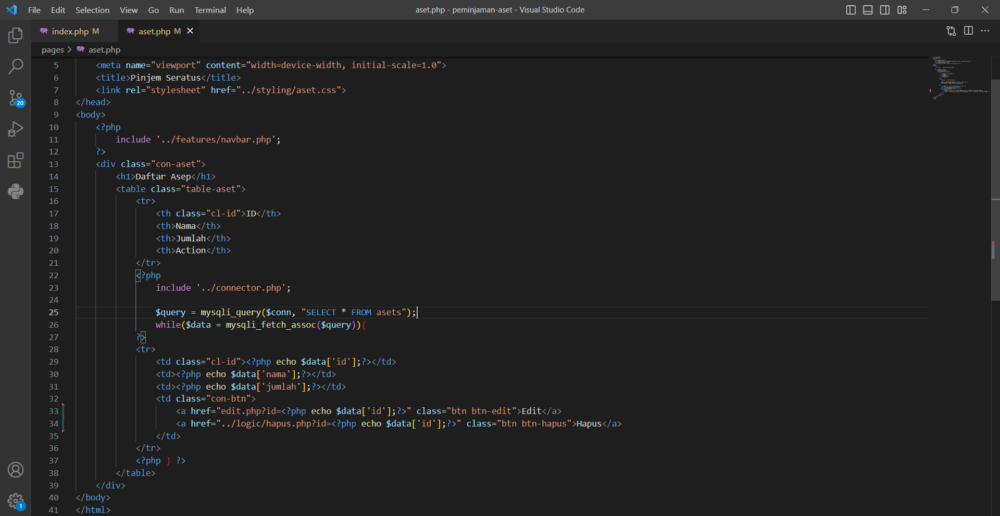 File Edit Selection View Go Run Terminal Help
aset.php - peminjaman-aset - Visual Studio Code
index.php M
aset.php M
pages > aset.php
5 <meta name="viewport" content="width=device-width, initial-scale=1.0">
6 <title>Pinjem Seratus</title>
7 <link rel="stylesheet" href="../styling/aset.css">
8 </head>
9 <body>
10 <?php
11 include '../features/navbar.php';
12 ?>
13 <div class="con-aset">
14 <h1>Daftar Asep</h1>
15 <table class="table-aset">
16 <tr>
17 <th class="cl-id">ID</th>
18 <th>Nama</th>
19 <th>Jumlah</th>
20 <th>Action</th>
21 </tr>
22 <?php
23 include '../connector.php';
24
25 $query = mysqli_query($conn, "SELECT * FROM asets");
26 while($data = mysqli_fetch_assoc($query)){
27 ?>
28 <tr>
29 <td class="cl-id"><?php echo $data['id'];?></td>
30 <td><?php echo $data['nama'];?></td>
31 <td><?php echo $data['jumlah'];?></td>
32 <td class="con-btn">
33 <a href="edit.php?id=<?php echo $data['id'];?>" class="btn btn-edit">Edit</a>
34 <a href="../logic/hapus.php?id=<?php echo $data['id'];?>" class="btn btn-hapus">Hapus</a>
35 </td>
36 </tr>
37 <?php } ?>
38 </table>
39 </div>
40 </body>
41 </html>
20
1